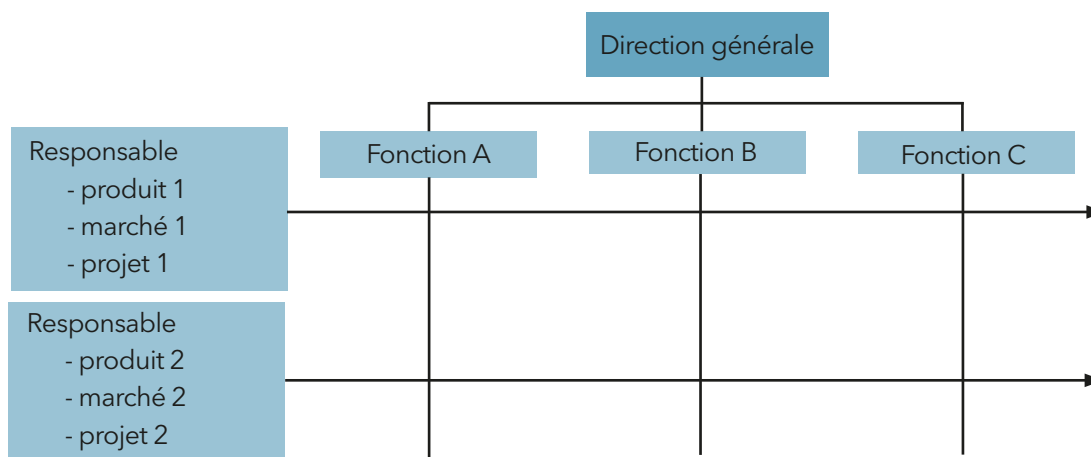 Direction générale
Fonction A
Fonction B
Fonction C
Responsable
- produit 1
- marché 1
- projet 1
Responsable
- produit 2
- marché 2
- projet 2